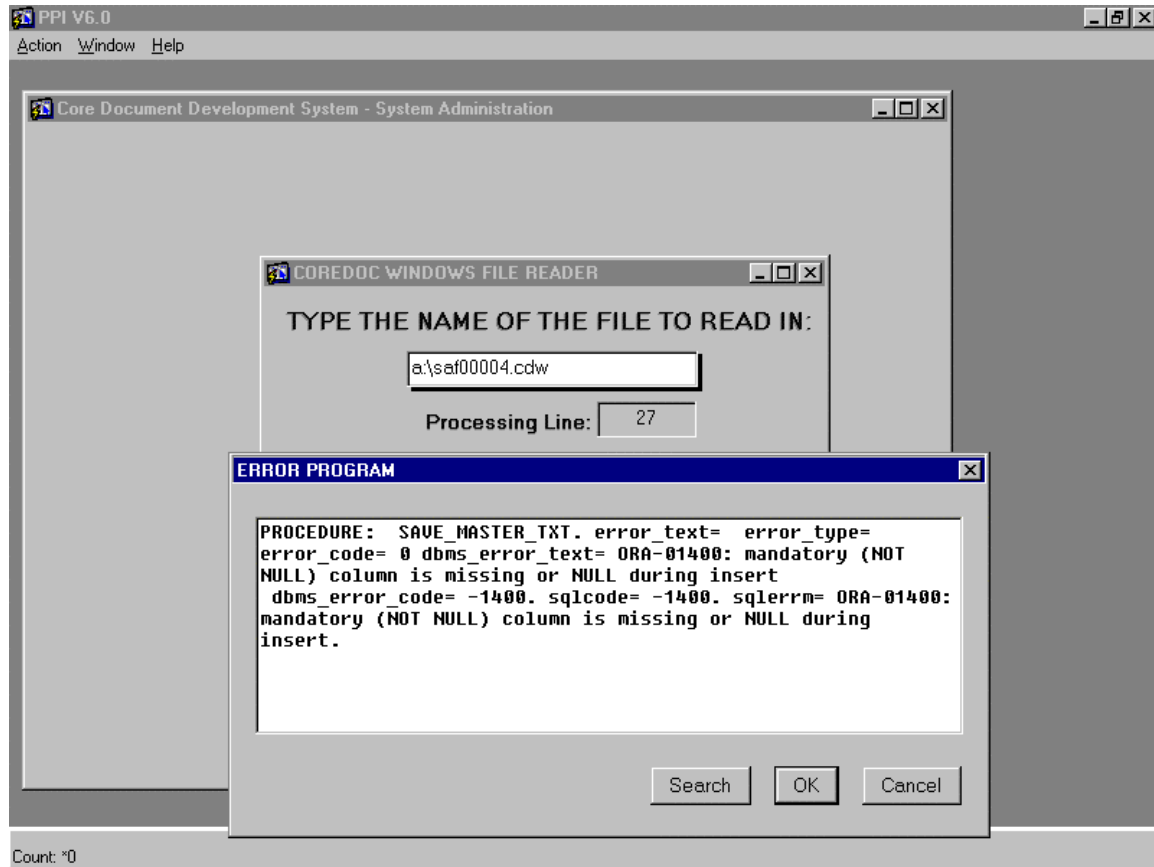 PPI V6.0
Action Window Help
Core Document Development System - System Administration
COREDOC WINDOWS FILE READER
TYPE THE NAME OF THE FILE TO READ IN:
a:\saf00004.cdw
Processing Line: 27
ERROR PROGRAM
PROCEDURE:  SAVE_MASTER_TXT. error_text=  error_type=
error_code= 0 dbms_error_text= ORA-01400: mandatory (NOT
NULL) column is missing or NULL during insert
dbms_error_code= -1400. sqlcode= -1400. sqlerrm= ORA-01400:
mandatory (NOT NULL) column is missing or NULL during
insert.
Search OK Cancel
Count: *0